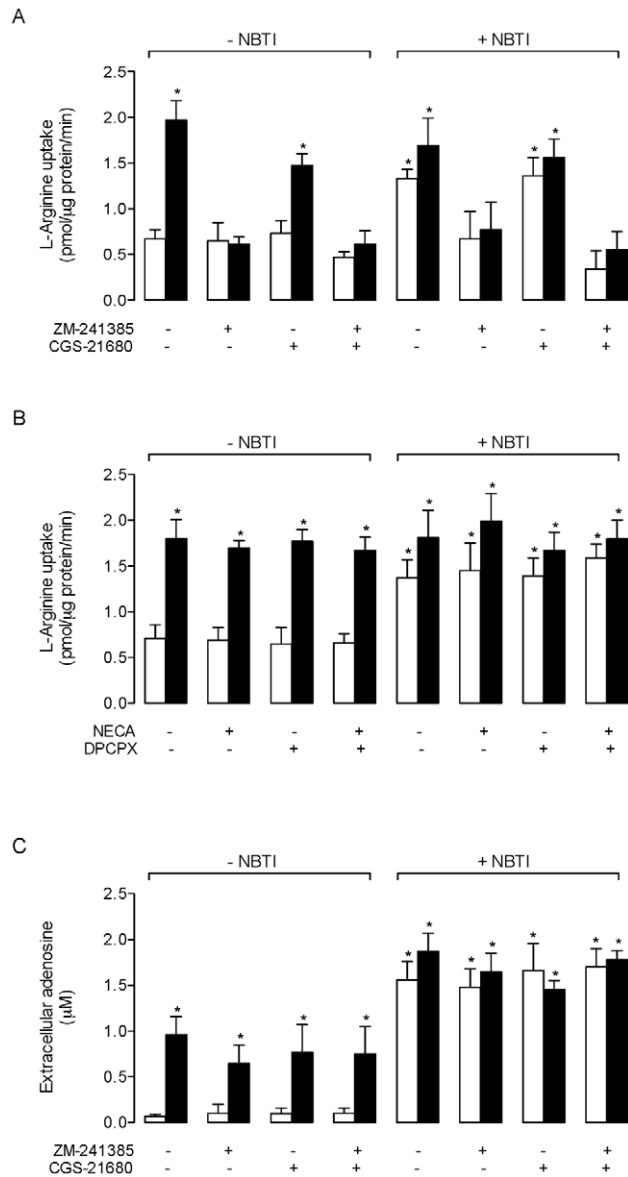 A
- NBTI + NBTI
L-Arginine uptake
(pmol/μg protein/min)
2.5
2.0
1.5
1.0
0.5
0.0
* * * * * *
ZM-241385 - + - + - + - +
CGS-21680 - - + + - - + +
B
- NBTI + NBTI
L-Arginine uptake
(pmol/μg protein/min)
2.5
2.0
1.5
1.0
0.5
0.0
* * * * * * * * * * * *
NECA - + - + - + - +
DPCPX - - + + - - + +
C
- NBTI + NBTI
Extracellular adenosine
(μM)
2.5
2.0
1.5
1.0
0.5
0.0
* * * * * * * * * * * *
ZM-241385 - + - + - + - +
CGS-21680 - - + + - - + +